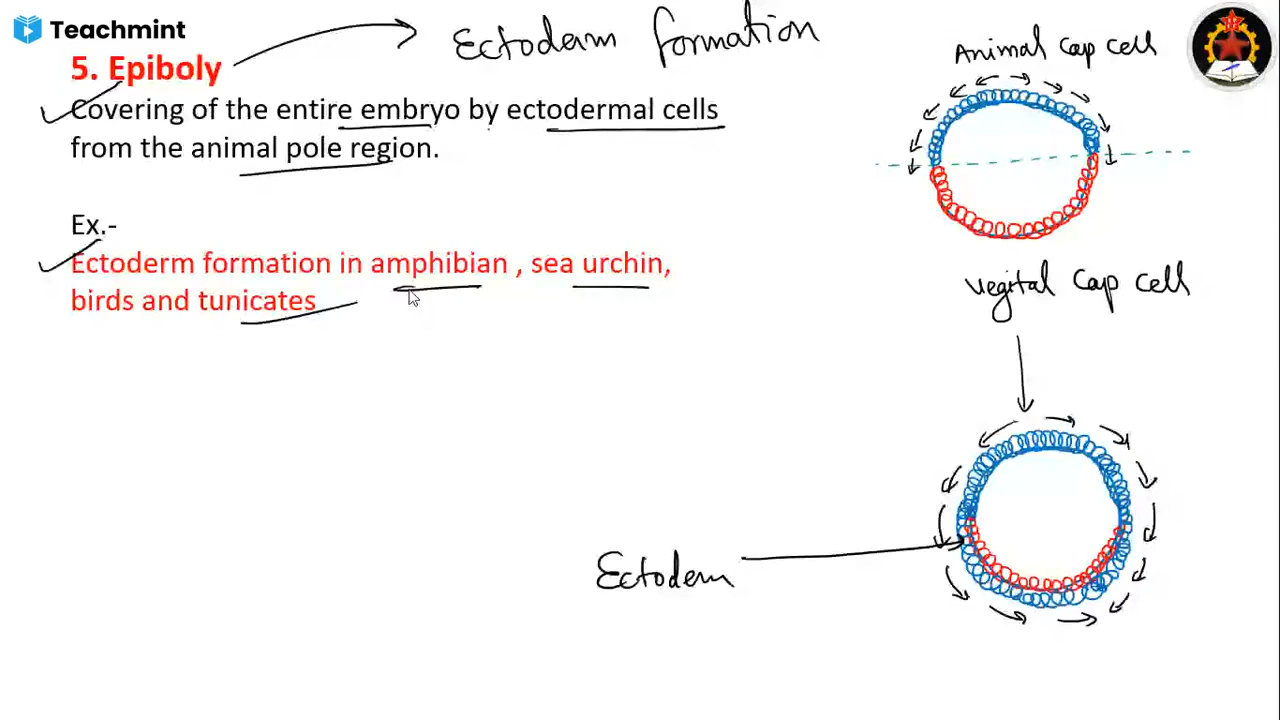 Teachmint
Ectoderm formation
5. Epiboly
Covering of the entire embryo by ectodermal cells
from the animal pole region.
Ex.-
Ectoderm formation in amphibian , sea urchin,
birds and tunicates
Animal Cap cell
Vegital Cap cell
Ectoderm